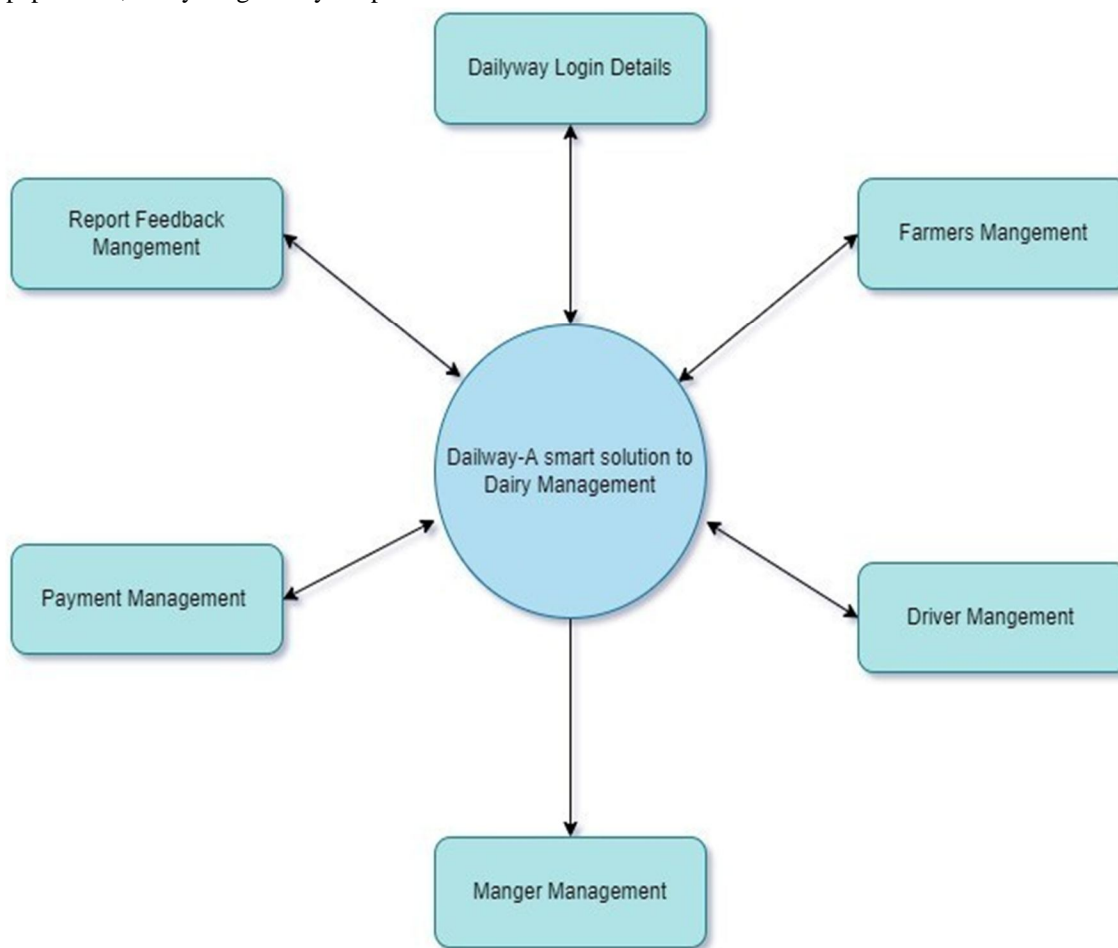 Dailyway Login Details
Report Feedback
Mangement
Farmers Mangement
Dailway-A smart solution to
Dairy Management
Payment Management
Driver Mangement
Manger Management